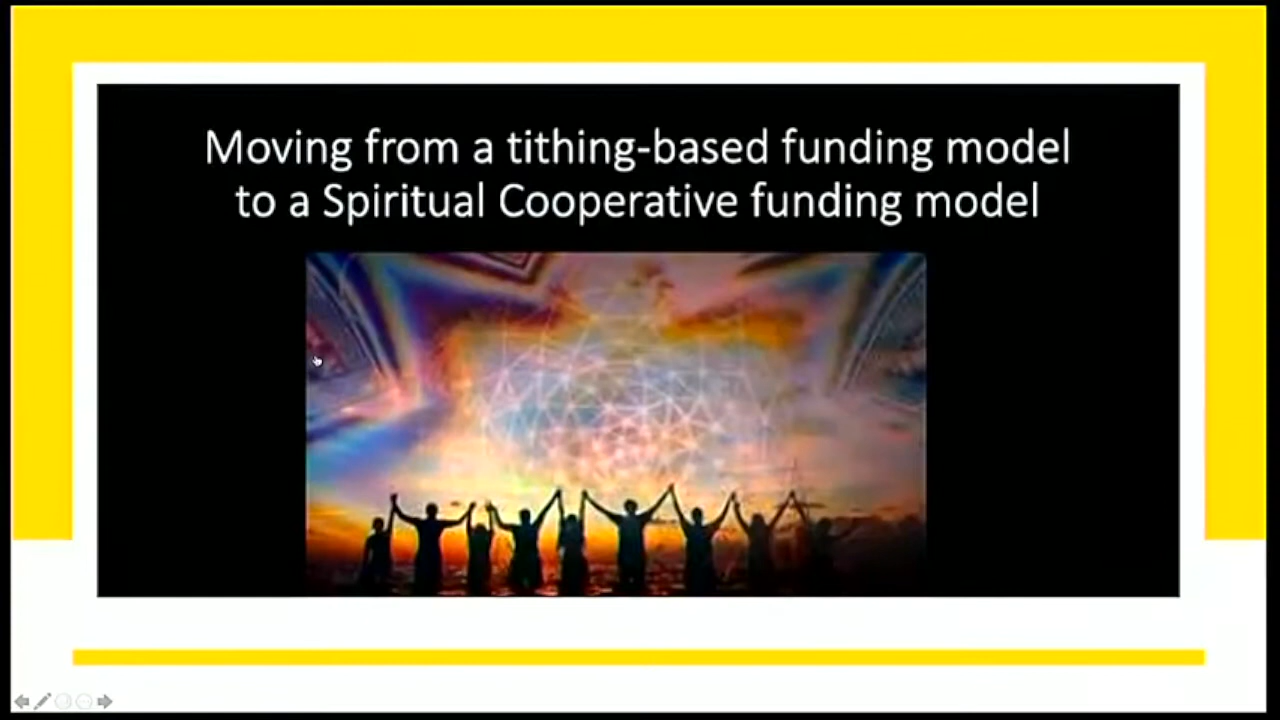 Moving from a tithing-based funding model
to a Spiritual Cooperative funding model